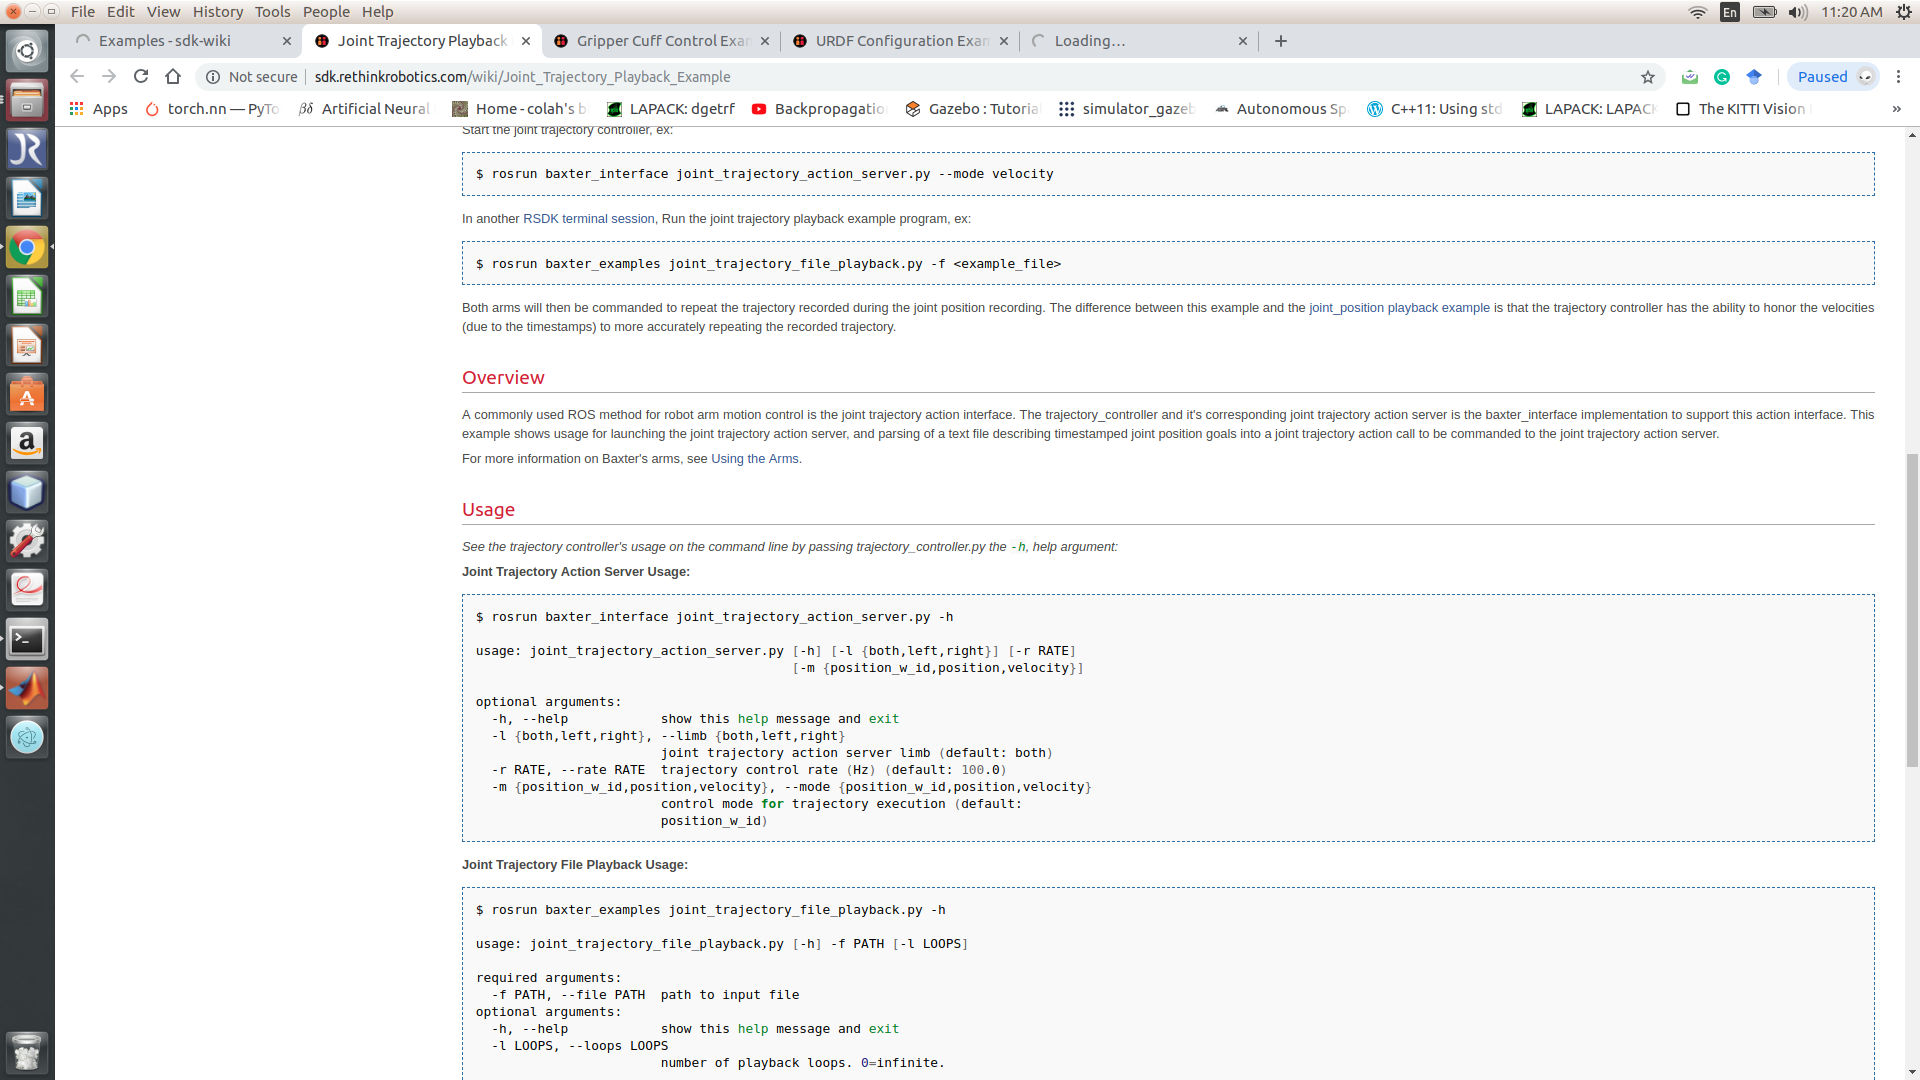 File Edit View History Tools People Help
En
11:20 AM
Examples - sdk-wiki
Joint Trajectory Playback
Gripper Cuff Control Exa
URDF Configuration Exa
Loading…
Not secure
sdk.rethinkrobotics.com/wiki/Joint_Trajectory_Playback_Example
Paused
Apps
torch.nn — PyTo
Artificial Neural
Home - colah's b
LAPACK: dgetrf
Backpropagatio
Gazebo : Tutoria
simulator_gazeb
Autonomous Sp
C++11: Using std
LAPACK: LAPACK
The KITTI Vision
»
Start the joint trajectory controller, ex:
$ rosrun baxter_interface joint_trajectory_action_server.py --mode velocity
In another RSDK terminal session, Run the joint trajectory playback example program, ex:
$ rosrun baxter_examples joint_trajectory_file_playback.py -f <example_file>
Both arms will then be commanded to repeat the trajectory recorded during the joint position recording. The difference between this example and the joint_position playback example is that the trajectory controller has the ability to honor the velocities
(due to the timestamps) to more accurately repeating the recorded trajectory.
Overview
A commonly used ROS method for robot arm motion control is the joint trajectory action interface. The trajectory_controller and it's corresponding joint trajectory action server is the baxter_interface implementation to support this action interface. This
example shows usage for launching the joint trajectory action server, and parsing of a text file describing timestamped joint position goals into a joint trajectory action call to be commanded to the joint trajectory action server.
For more information on Baxter's arms, see Using the Arms.
Usage
See the trajectory controller's usage on the command line by passing trajectory_controller.py the -h, help argument:
Joint Trajectory Action Server Usage:
$ rosrun baxter_interface joint_trajectory_action_server.py -h
usage: joint_trajectory_action_server.py [-h] [-l {both,left,right}] [-r RATE]
[-m {position_w_id,position,velocity}]
optional arguments:
-h, --help show this help message and exit
-l {both,left,right}, --limb {both,left,right}
joint trajectory action server limb (default: both)
-r RATE, --rate RATE trajectory control rate (Hz) (default: 100.0)
-m {position_w_id,position,velocity}, --mode {position_w_id,position,velocity}
control mode for trajectory execution (default:
position_w_id)
Joint Trajectory File Playback Usage:
$ rosrun baxter_examples joint_trajectory_file_playback.py -h
usage: joint_trajectory_file_playback.py [-h] -f PATH [-l LOOPS]
required arguments:
-f PATH, --file PATH path to input file
optional arguments:
-h, --help show this help message and exit
-l LOOPS, --loops LOOPS
number of playback loops. 0=infinite.